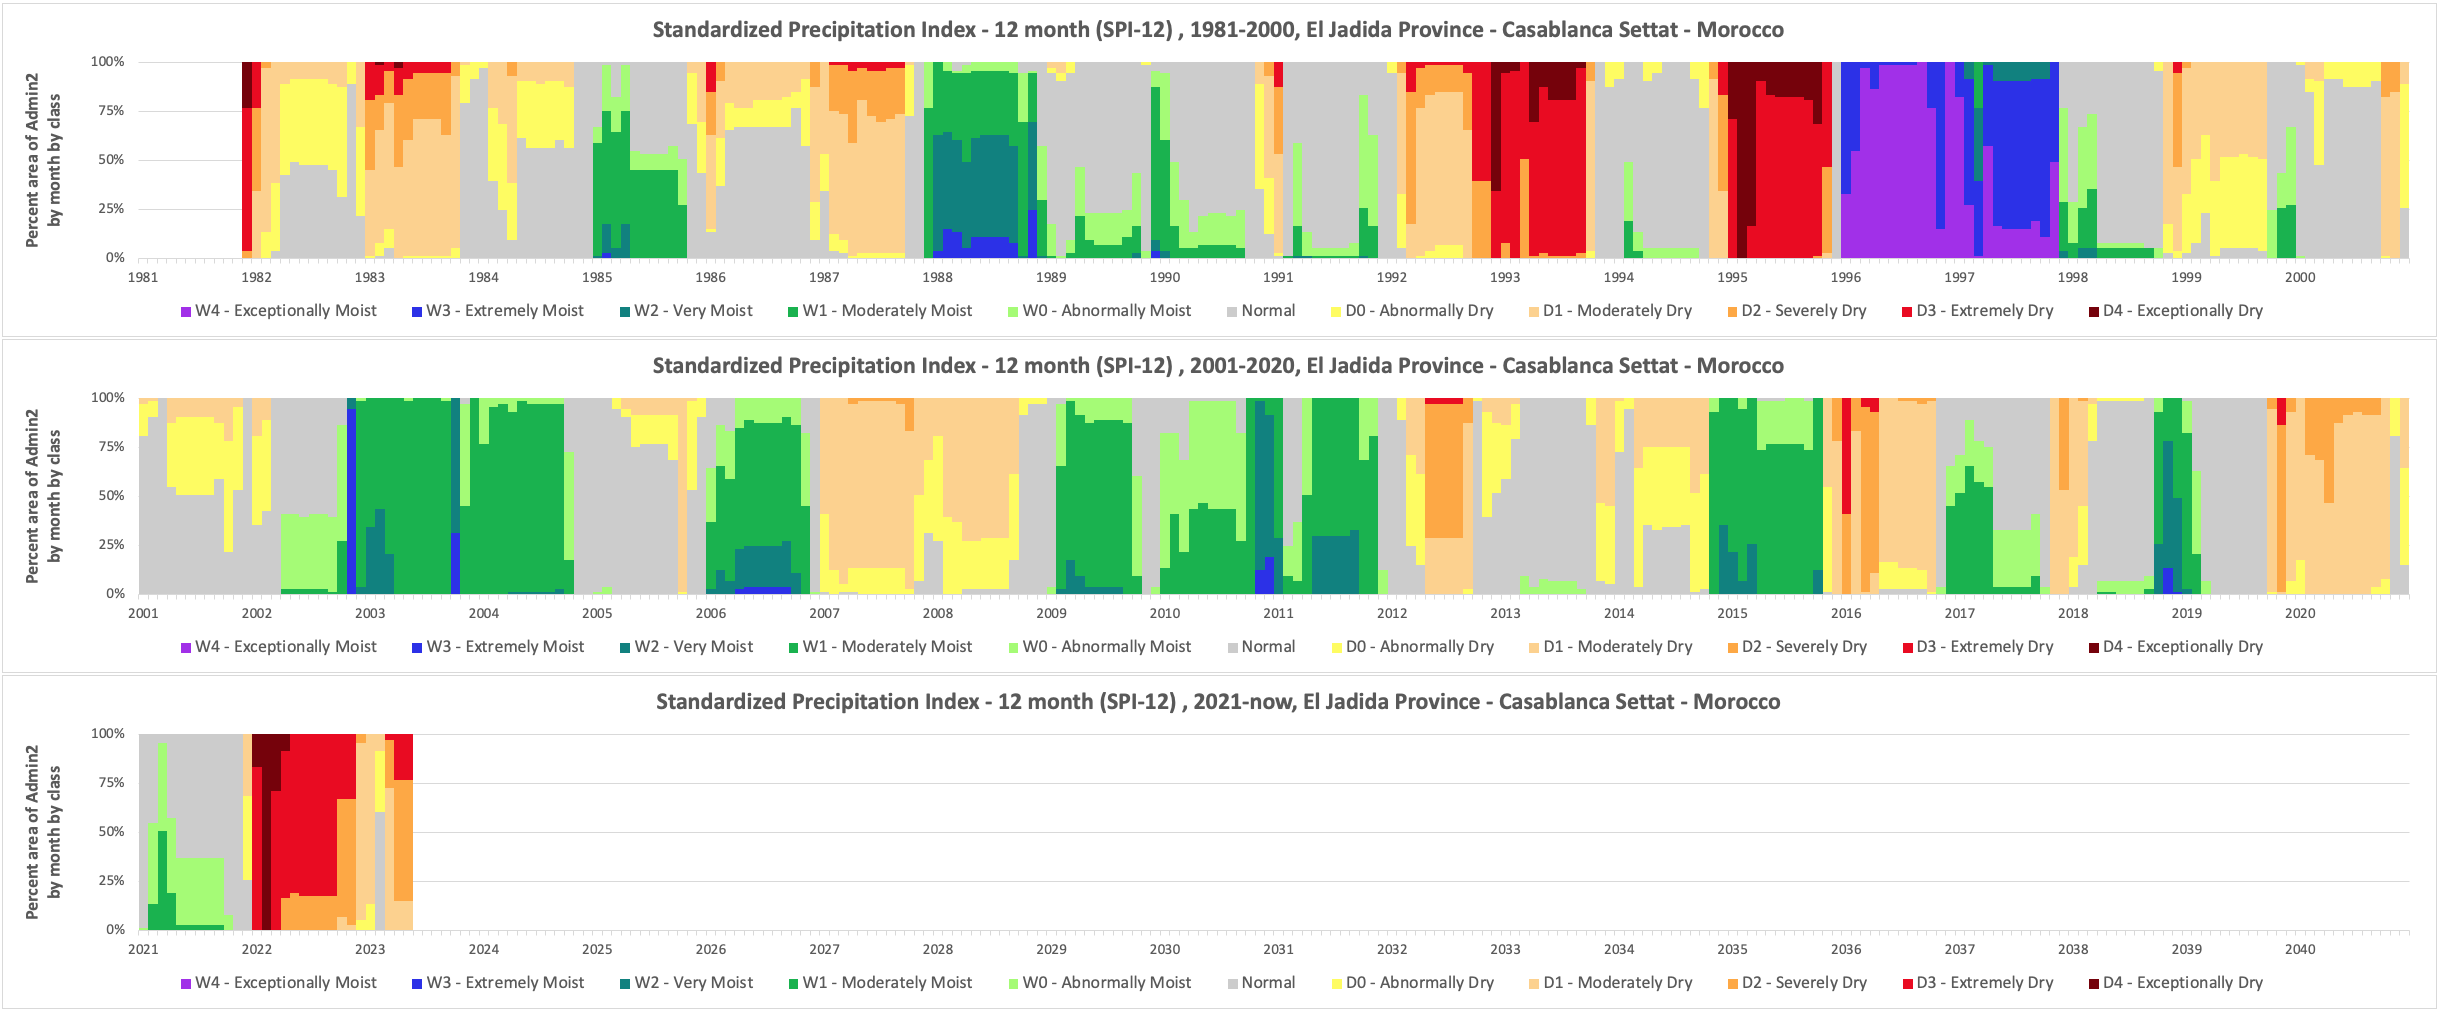 Standardized Precipitation Index - 12 month (SPI-12) , 1981-2000, El Jadida Province - Casablanca Settat - Morocco
Percent area of Admin2
by month by class
100%
75%
50%
25%
0%
1981 1982 1983 1984 1985 1986 1987 1988 1989 1990 1991 1992 1993 1994 1995 1996 1997 1998 1999 2000
W4 - Exceptionally Moist W3 - Extremely Moist W2 - Very Moist W1 - Moderately Moist W0 - Abnormally Moist Normal D0 - Abnormally Dry D1 - Moderately Dry D2 - Severely Dry D3 - Extremely Dry D4 - Exceptionally Dry
Standardized Precipitation Index - 12 month (SPI-12) , 2001-2020, El Jadida Province - Casablanca Settat - Morocco
Percent area of Admin2
by month by class
100%
75%
50%
25%
0%
2001 2002 2003 2004 2005 2006 2007 2008 2009 2010 2011 2012 2013 2014 2015 2016 2017 2018 2019 2020
W4 - Exceptionally Moist W3 - Extremely Moist W2 - Very Moist W1 - Moderately Moist W0 - Abnormally Moist Normal D0 - Abnormally Dry D1 - Moderately Dry D2 - Severely Dry D3 - Extremely Dry D4 - Exceptionally Dry
Standardized Precipitation Index - 12 month (SPI-12) , 2021-now, El Jadida Province - Casablanca Settat - Morocco
Percent area of Admin2
by month by class
100%
75%
50%
25%
0%
2021 2022 2023 2024 2025 2026 2027 2028 2029 2030 2031 2032 2033 2034 2035 2036 2037 2038 2039 2040
W4 - Exceptionally Moist W3 - Extremely Moist W2 - Very Moist W1 - Moderately Moist W0 - Abnormally Moist Normal D0 - Abnormally Dry D1 - Moderately Dry D2 - Severely Dry D3 - Extremely Dry D4 - Exceptionally Dry